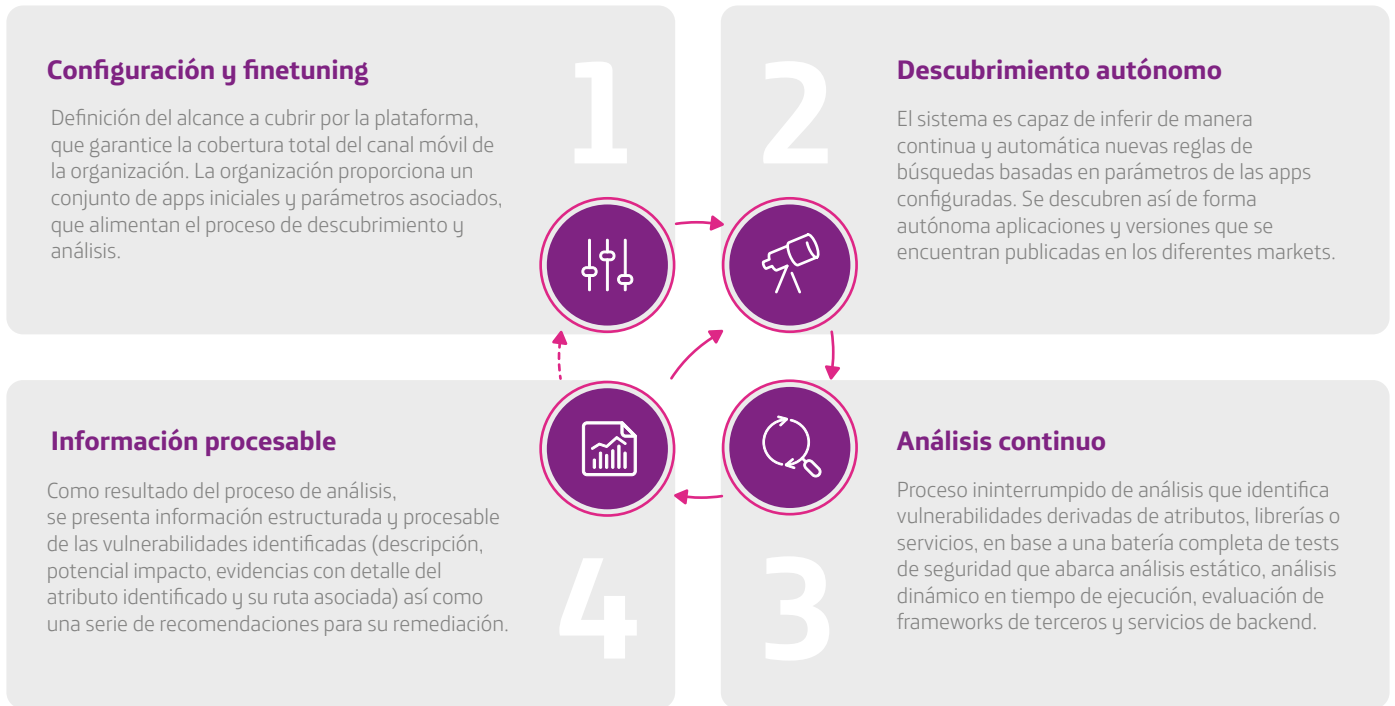 1
Configuración y finetuning
Definición del alcance a cubrir por la plataforma,
que garantice la cobertura total del canal móvil de
la organización. La organización proporciona un
conjunto de apps iniciales y parámetros asociados,
que alimentan el proceso de descubrimiento y
análisis.
2
Descubrimiento autónomo
El sistema es capaz de inferir de manera
continua y automática nuevas reglas de
búsquedas basadas en parámetros de las apps
configuradas. Se descubren así de forma
autónoma aplicaciones y versiones que se
encuentran publicadas en los diferentes markets.
3
Análisis continuo
Proceso ininterrumpido de análisis que identifica
vulnerabilidades derivadas de atributos, librerías o
servicios, en base a una batería completa de tests
de seguridad que abarca análisis estático, análisis
dinámico en tiempo de ejecución, evaluación de
frameworks de terceros y servicios de backend.
4
Información procesable
Como resultado del proceso de análisis,
se presenta información estructurada y procesable
de las vulnerabilidades identificadas (descripción,
potencial impacto, evidencias con detalle del
atributo identificado y su ruta asociada) así como
una serie de recomendaciones para su remediación.